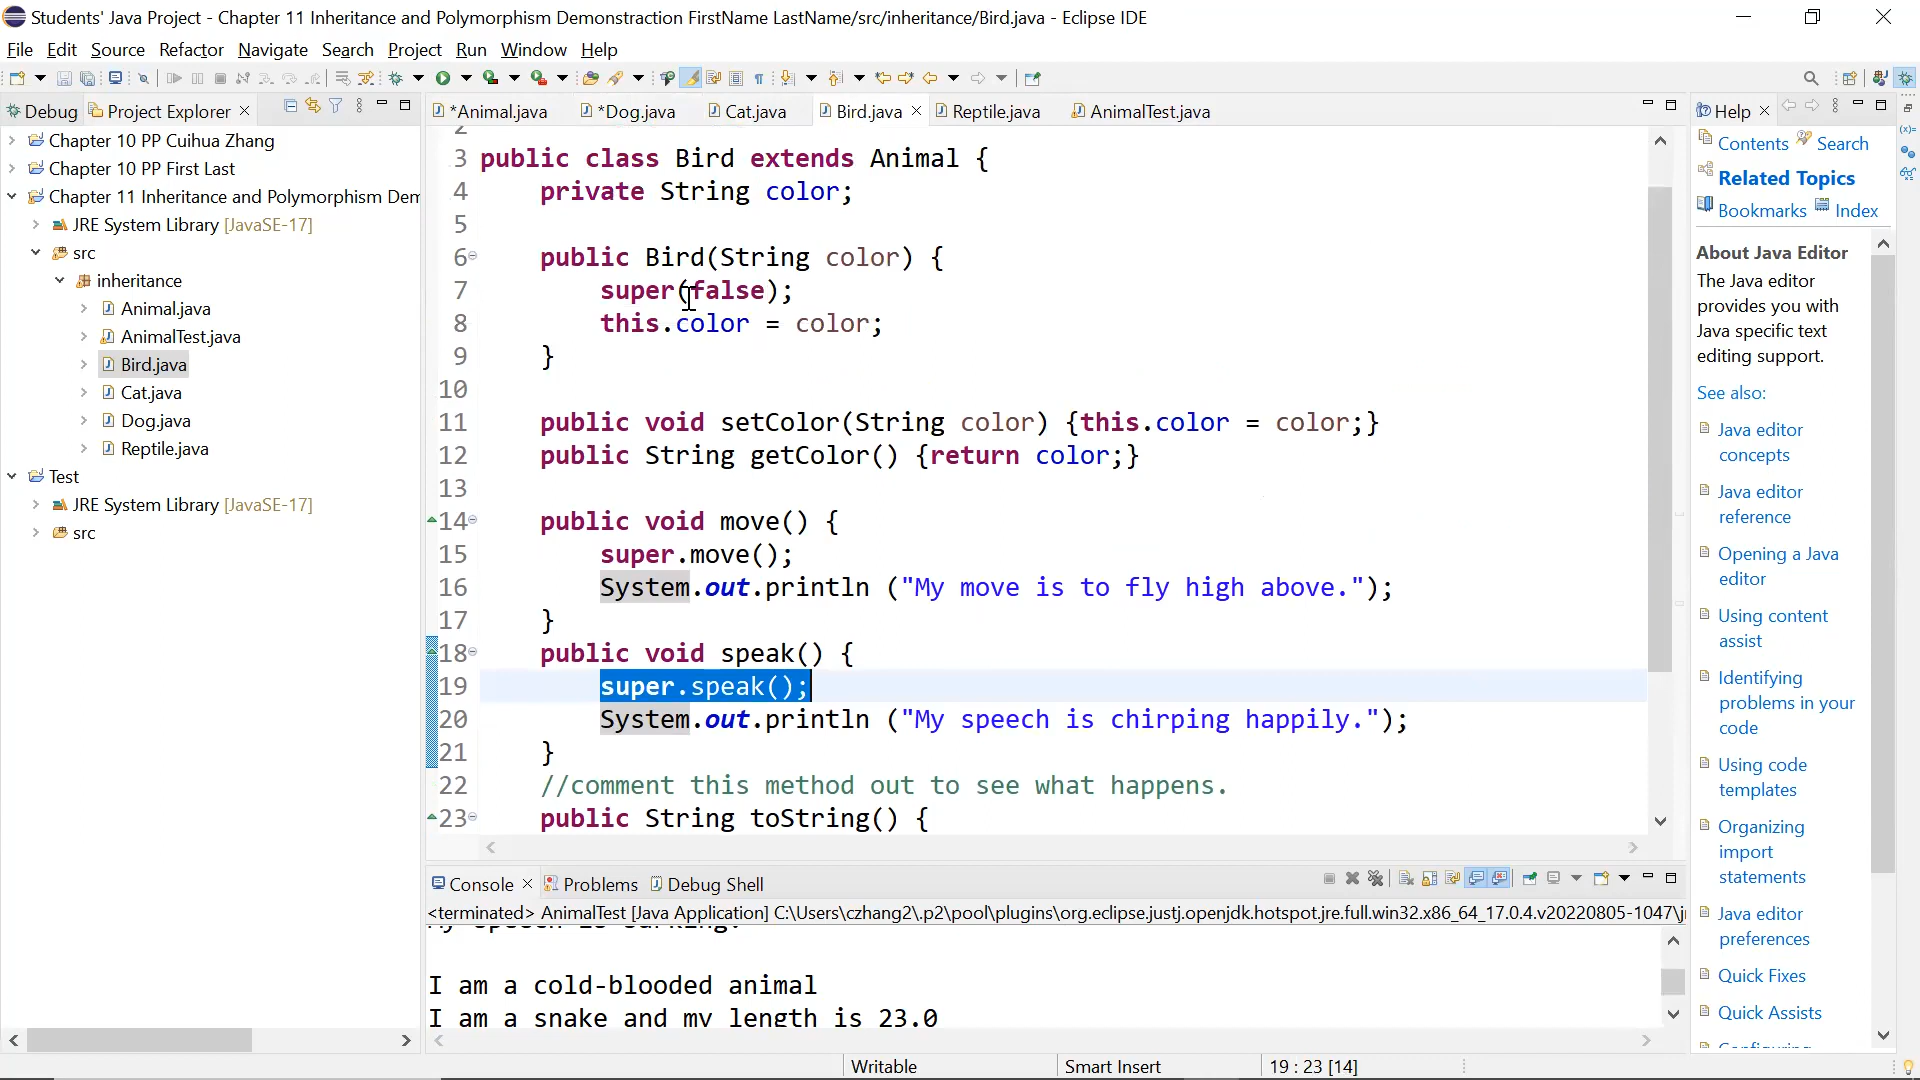 Students' Java Project - Chapter 11 Inheritance and Polymorphism Demonstration FirstName LastName/src/inheritance/Bird.java - Eclipse IDE
File Edit Source Refactor Navigate Search Project Run Window Help
Debug Project Explorer
Chapter 10 PP Cuihua Zhang
Chapter 10 PP First Last
Chapter 11 Inheritance and Polymorphism Dem
JRE System Library [JavaSE-17]
src
inheritance
Animal.java
AnimalTest.java
Bird.java
Cat.java
Dog.java
Reptile.java
Test
JRE System Library [JavaSE-17]
src
*Animal.java *Dog.java Cat.java Bird.java Reptile.java AnimalTest.java
2
3 public class Bird extends Animal {
4 private String color;
5
6 public Bird(String color) {
7 super(false);
8 this.color = color;
9 }
10
11 public void setColor(String color) {this.color = color;}
12 public String getColor() {return color;}
13
14 public void move() {
15 super.move();
16 System.out.println ("My move is to fly high above.");
17 }
18 public void speak() {
19 super.speak();
20 System.out.println ("My speech is chirping happily.");
21 }
22 //comment this method out to see what happens.
23 public String toString() {
Console Problems Debug Shell
<terminated> AnimalTest [Java Application] C:\Users\czhang2\.p2\pool\plugins\org.eclipse.justj.openjdk.hotspot.jre.full.win32.x86_64_17.0.4.v20220805-1047\j
I am a cold-blooded animal
I am a snake and my length is 23.0
Help
Contents Search
Related Topics
Bookmarks Index
About Java Editor
The Java editor
provides you with
Java specific text
editing support.
See also:
Java editor
concepts
Java editor
reference
Opening a Java
editor
Using content
assist
Identifying
problems in your
code
Using code
templates
Organizing
import
statements
Java editor
preferences
Quick Fixes
Quick Assists
Writable Smart Insert 19 : 23 [14]